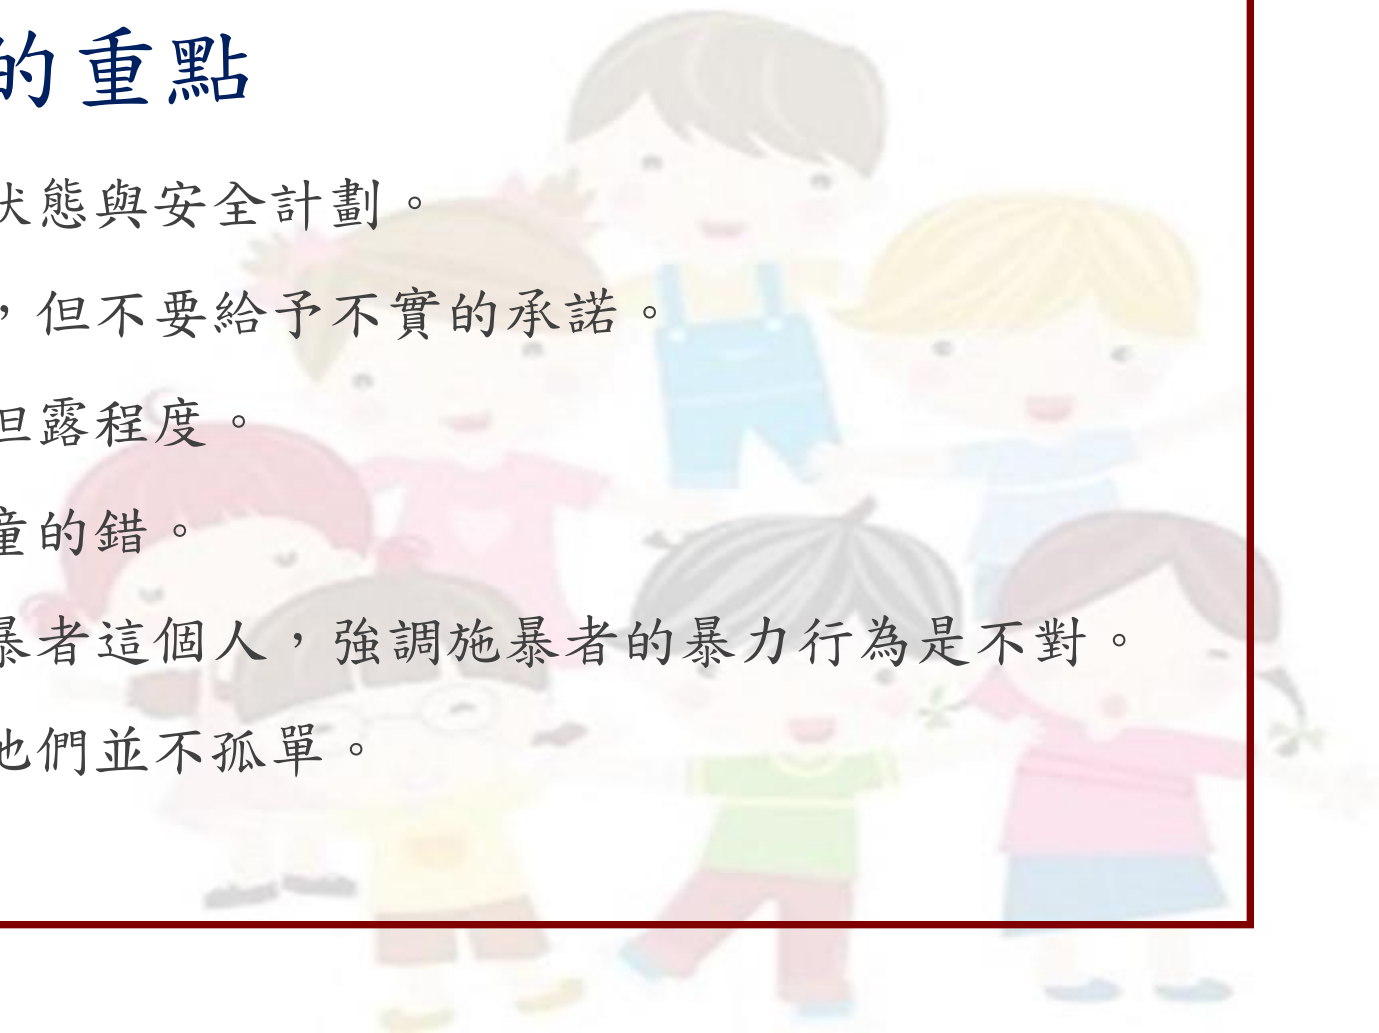 的重點
狀態與安全計劃。
，但不要給予不實的承諾。
坦露程度。
童的錯。
暴者這個人，強調施暴者的暴力行為是不對。
他們並不孤單。